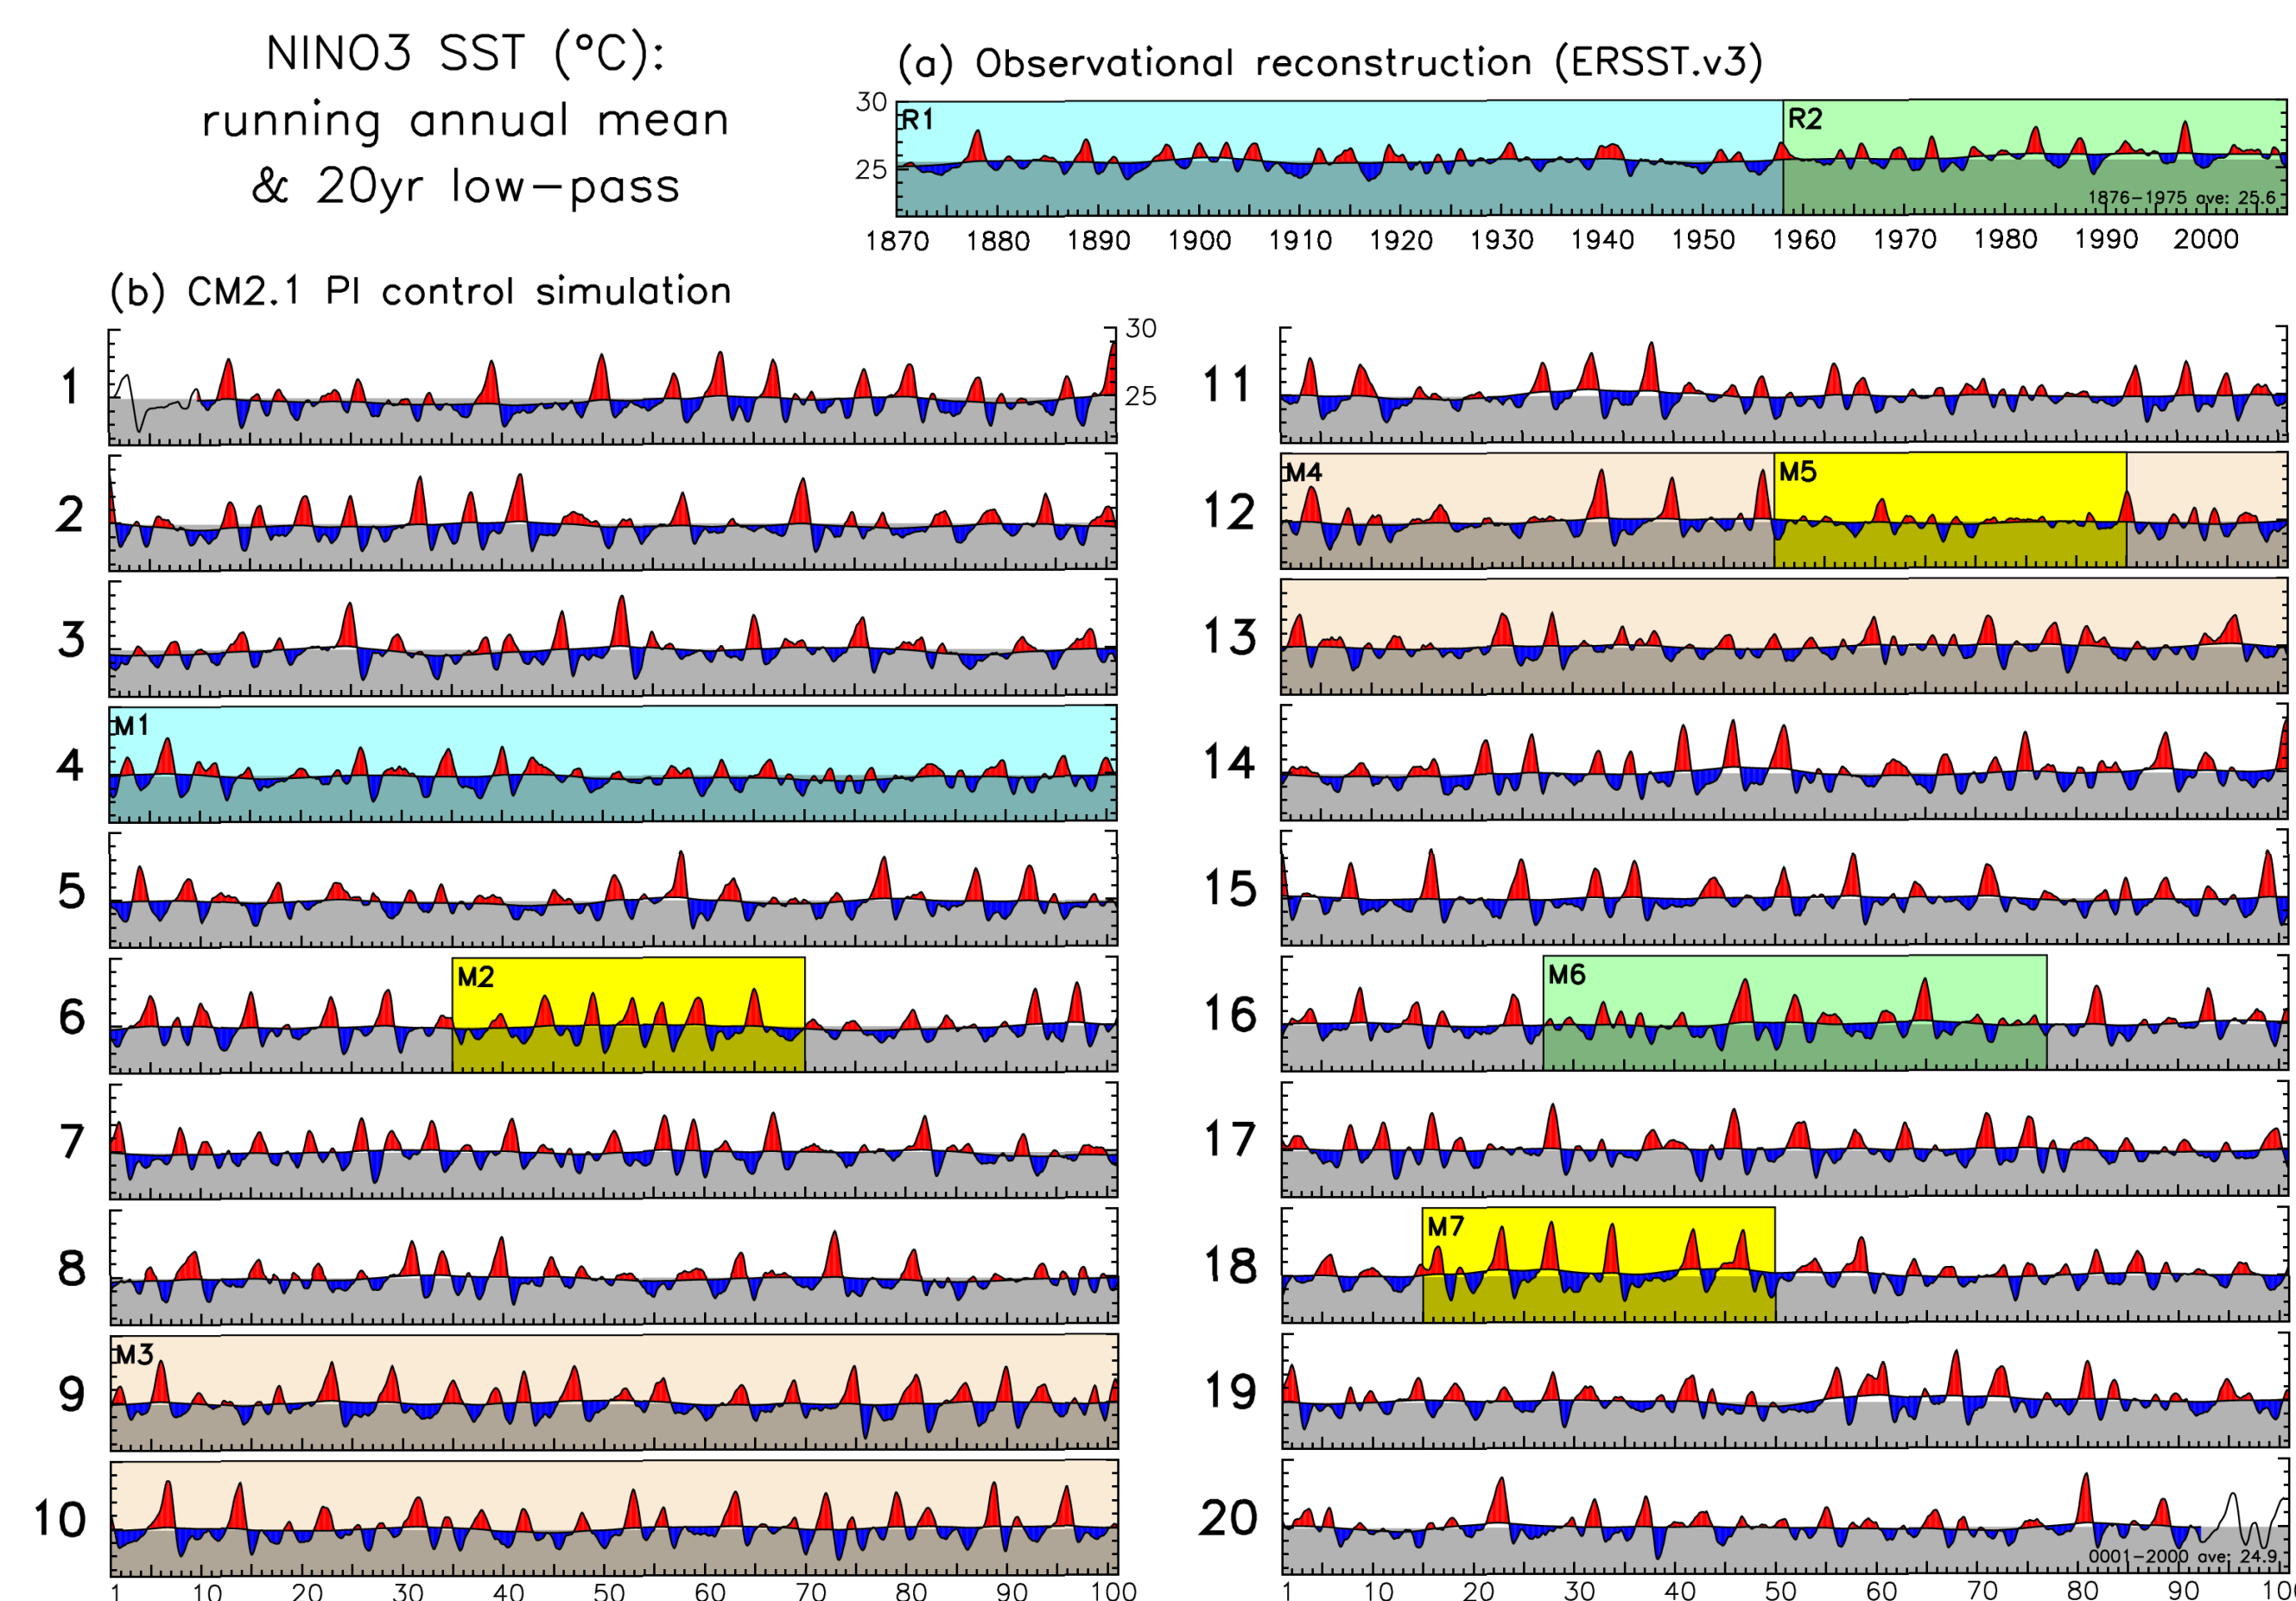 NINO3 SST (°C):
running annual mean
& 20yr low-pass
(a) Observational reconstruction (ERSST.v3)
30
25
R1
R2
1876-1975 ave: 25.6
1870 1880 1890 1900 1910 1920 1930 1940 1950 1960 1970 1980 1990 2000
(b) CM2.1 PI control simulation
30
25
1
2
3
M1
4
5
M2
6
7
8
M3
9
10
1 10 20 30 40 50 60 70 80 90 100
11
M4
M5
12
13
14
15
M6
16
17
M7
18
19
20
0001-2000 ave: 24.9
1 10 20 30 40 50 60 70 80 90 100